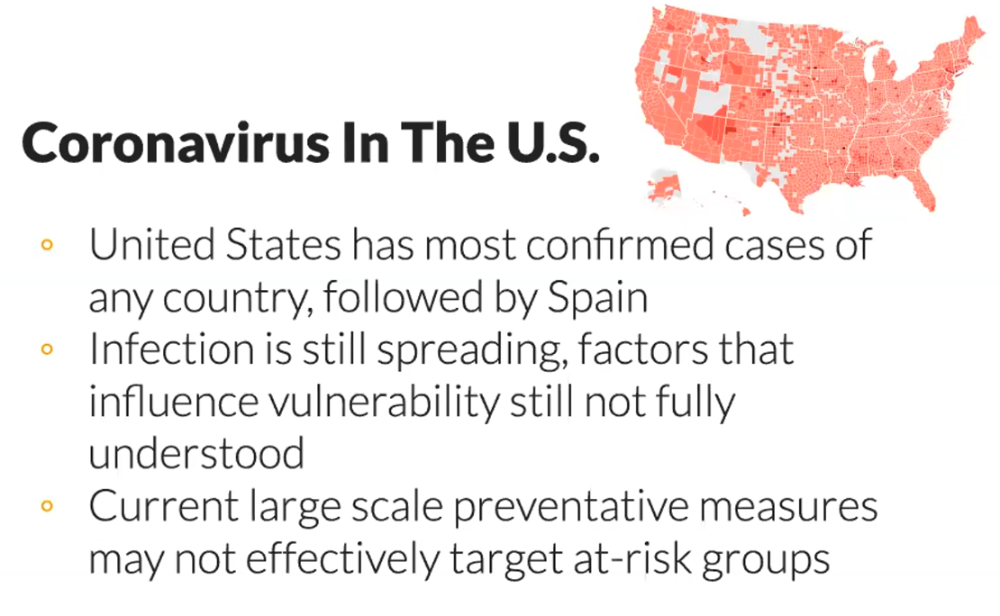 Coronavirus In The U.S.
United States has most confirmed cases of
any country, followed by Spain
Infection is still spreading, factors that
influence vulnerability still not fully
understood
Current large scale preventative measures
may not effectively target at-risk groups